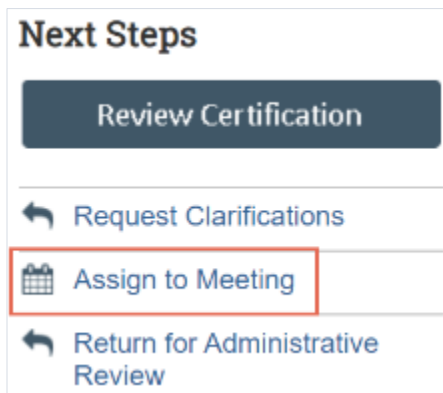 Next Steps
Review Certification
Request Clarifications
Assign to Meeting
Return for Administrative
Review